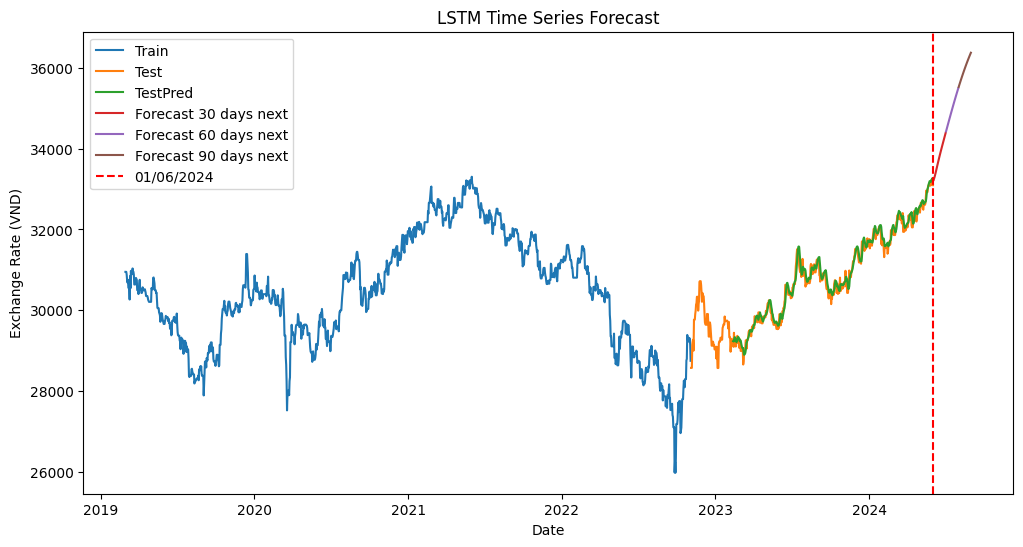 LSTM Time Series Forecast
Train
Test
TestPred
Forecast 30 days next
Forecast 60 days next
Forecast 90 days next
01/06/2024
Exchange Rate (VND)
36000
34000
32000
30000
28000
26000
2019
2020
2021
2022
2023
2024
Date